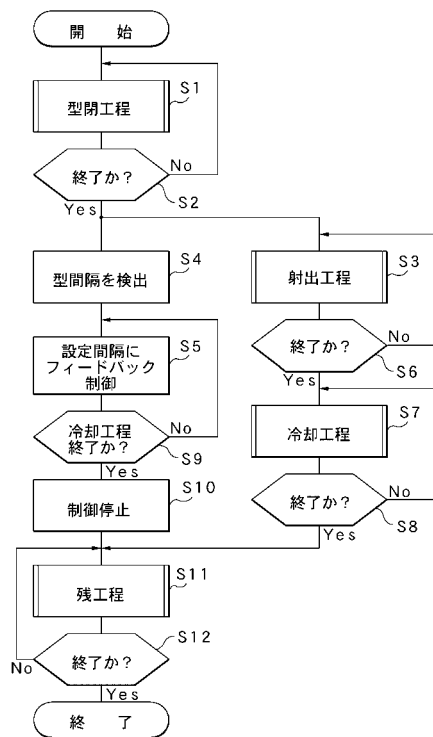 開 始
型閉工程
S1
終了か?
No
S2
Yes
型間隔を検出
S4
射出工程
S3
設定間隔に
フィードバック
制御
S5
終了か?
No
S6
Yes
冷却工程
終了か?
No
S9
Yes
冷却工程
S7
制御停止
S10
終了か?
No
S8
Yes
残工程
S11
終了か?
S12
No
Yes
終 了